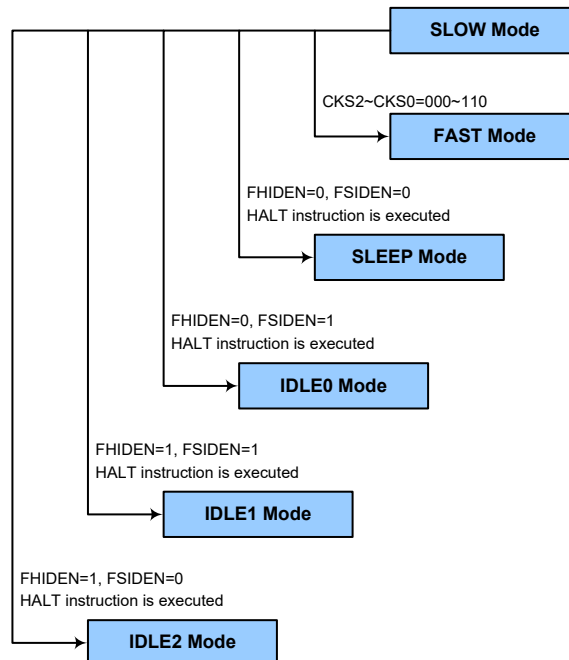 SLOW Mode
CKS2~CKS0=000~110
FAST Mode
FHIDEN=0, FSIDEN=0
HALT instruction is executed
SLEEP Mode
FHIDEN=0, FSIDEN=1
HALT instruction is executed
IDLE0 Mode
FHIDEN=1, FSIDEN=1
HALT instruction is executed
IDLE1 Mode
FHIDEN=1, FSIDEN=0
HALT instruction is executed
IDLE2 Mode